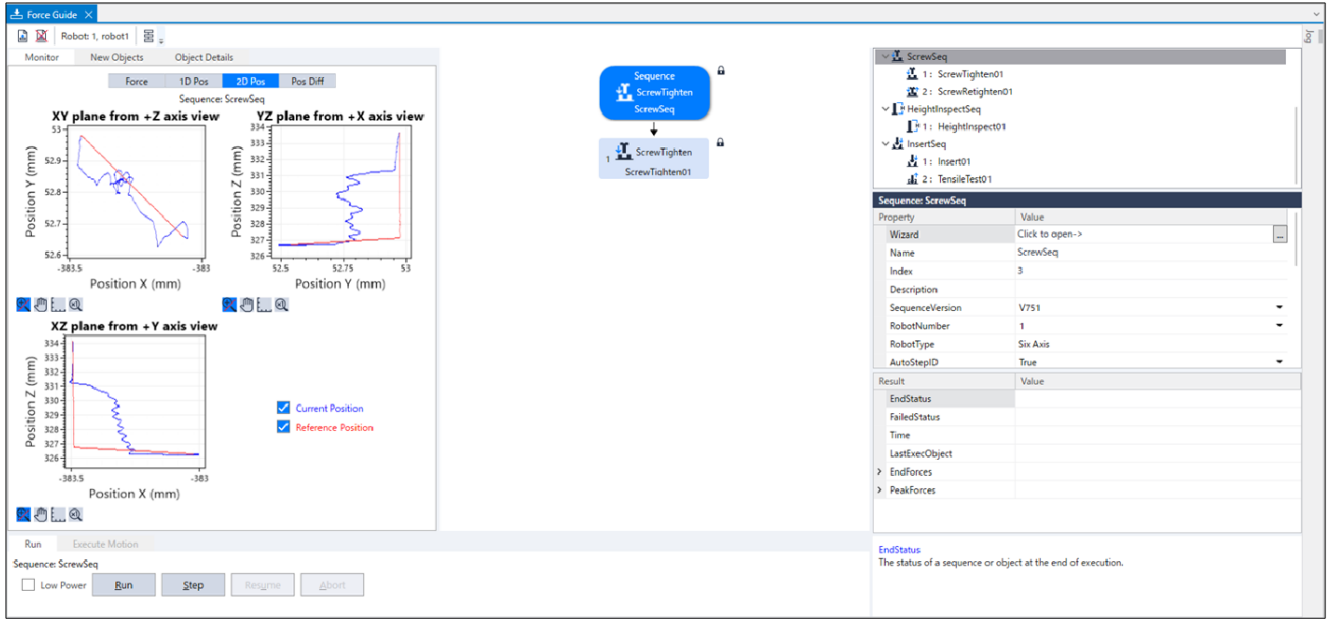 Force Guide
Robot: 1, robot1
Jog
Monitor New Objects Object Details
Force 1D Pos 2D Pos Pos Diff
Sequence: ScrewSeq
XY plane from +Z axis view
53
52.9
52.8
52.7
52.6
-383.5 -383
Position Y (mm)
Position X (mm)
YZ plane from +X axis view
334
333
332
331
330
329
328
327
326
52.5 52.75 53
Position Z (mm)
Position Y (mm)
XZ plane from +Y axis view
334
333
332
331
330
329
328
327
326
-383.5 -383
Position Z (mm)
Position X (mm)
Current Position
Reference Position
Run Execute Motion
Sequence: ScrewSeq
Low Power Run Step Resume Abort
Sequence
ScrewTighten
ScrewSeq
1 ScrewTighten
ScrewTighten01
ScrewSeq
1 : ScrewTighten01
2 : ScrewRetighten01
HeightInspectSeq
1 : HeightInspect01
InsertSeq
1 : Insert01
2 : TensileTest01
Sequence: ScrewSeq
Property Value
Wizard Click to open-> ...
Name ScrewSeq
Index 3
Description
SequenceVersion V751
RobotNumber 1
RobotType Six Axis
AutoStepID True
Result Value
EndStatus
FailedStatus
Time
LastExecObject
EndForces
PeakForces
EndStatus
The status of a sequence or object at the end of execution.